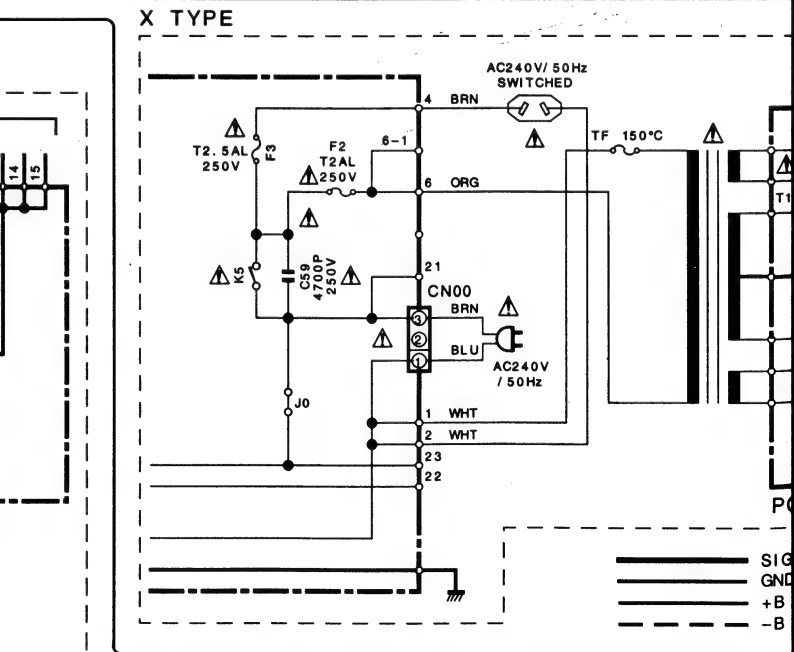 X TYPE
AC240V/50Hz
SWITCHED
4 BRN
TF 150°C
T2.5AL
250V
F3
F2
T2AL
250V
6-1
6 ORG
14
15
T1
K5
C59
4700P
250V
21
CN00
BRN
3
2
1
BLU
AC240V
/50Hz
J0
1 WHT
2 WHT
23
22
P
SIG
GND
+B
-B